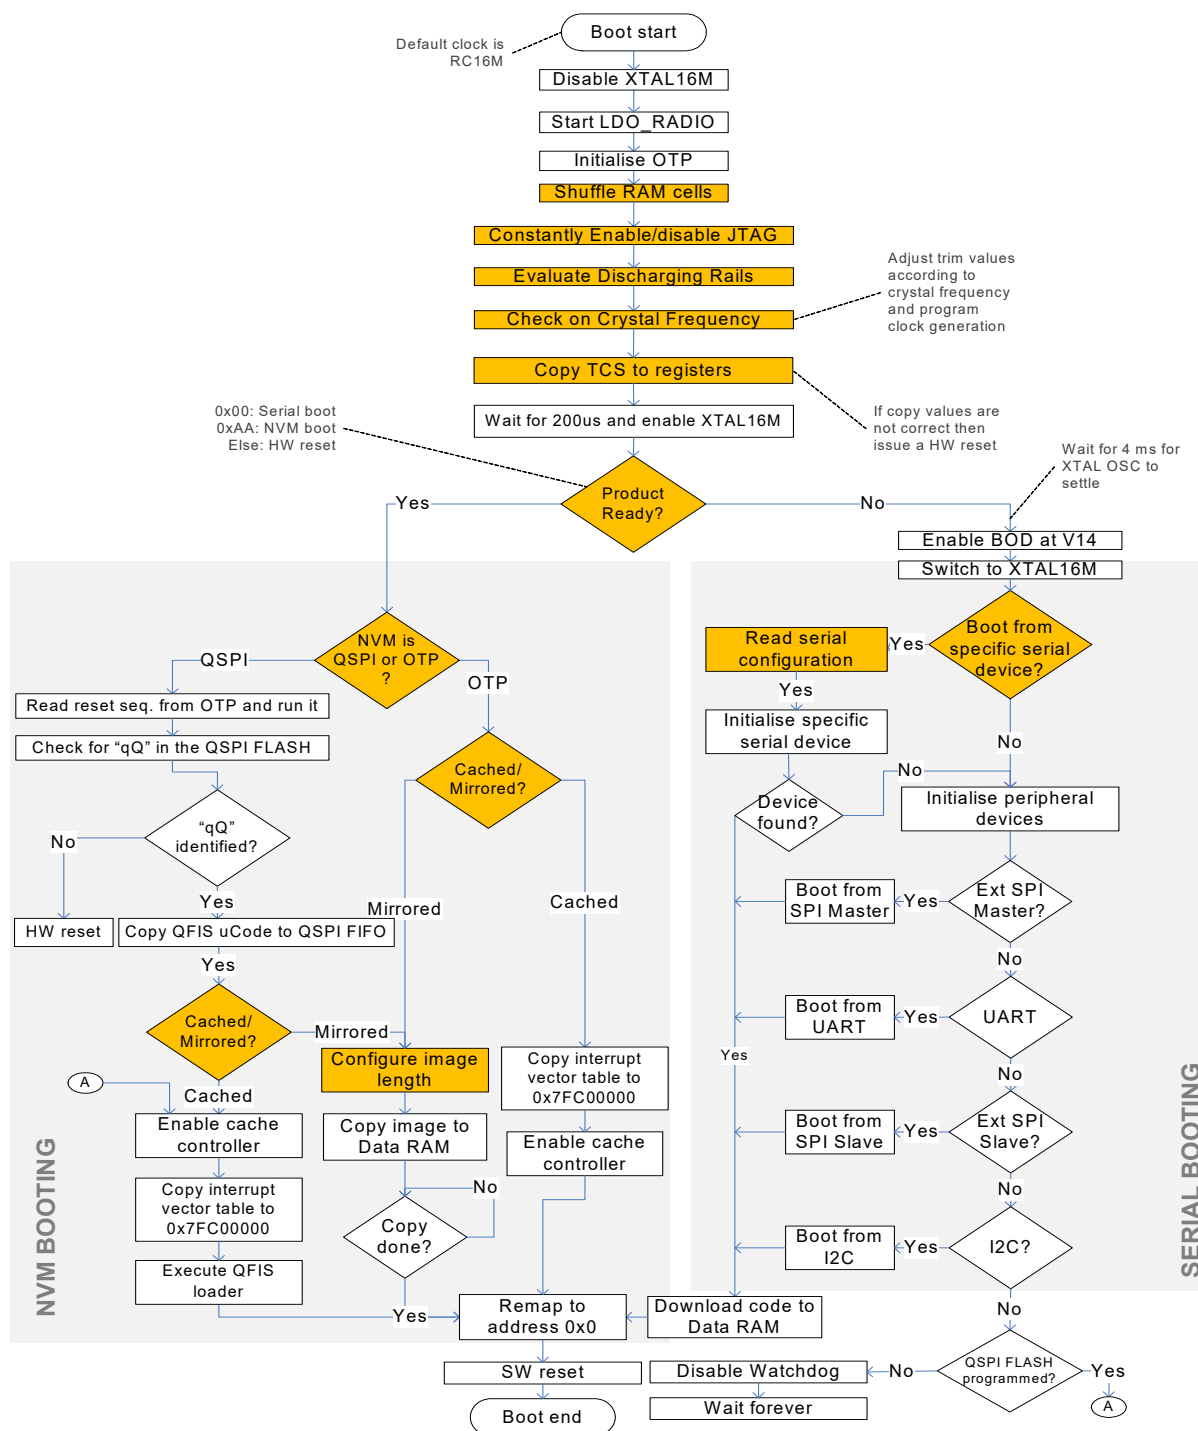 Boot start
Default clock is
RC16M
Disable XTAL16M
Start LDO_RADIO
Initialise OTP
Shuffle RAM cells
Constantly Enable/disable JTAG
Evaluate Discharging Rails
Adjust trim values
according to
crystal frequency
and program
clock generation
Check on Crystal Frequency
Copy TCS to registers
0x00: Serial boot
0xAA: NVM boot
Else: HW reset
Wait for 200us and enable XTAL16M
If copy values are
not correct then
issue a HW reset
Wait for 4 ms for
XTAL OSC to
settle
Product
Ready?
Yes
No
Enable BOD at V14
Switch to XTAL16M
NVM is
QSPI or OTP
?
QSPI
OTP
Read reset seq. from OTP and run it
Check for “qQ” in the QSPI FLASH
“qQ”
identified?
No
Yes
HW reset
Copy QFIS uCode to QSPI FIFO
Yes
Cached/
Mirrored?
Mirrored
Cached
Cached/
Mirrored?
Mirrored
Cached
A
Enable cache
controller
Copy interrupt
vector table to
0x7FC00000
Execute QFIS
loader
Configure image
length
Copy image to
Data RAM
No
Copy
done?
Yes
Copy interrupt
vector table to
0x7FC00000
Enable cache
controller
Remap to
address 0x0
SW reset
Boot end
NVM BOOTING
Boot from
specific serial
device?
Yes
Read serial
configuration
Yes
Initialise specific
serial device
No
Device
found?
No
Initialise peripheral
devices
Ext SPI
Master?
Yes
Boot from
SPI Master
No
UART
Yes
Boot from
UART
Yes
No
Ext SPI
Slave?
Yes
Boot from
SPI Slave
No
I2C?
Yes
Boot from
I2C
No
Download code to
Data RAM
QSPI FLASH
programmed?
No
Yes
A
Disable Watchdog
Wait forever
SERIAL BOOTING